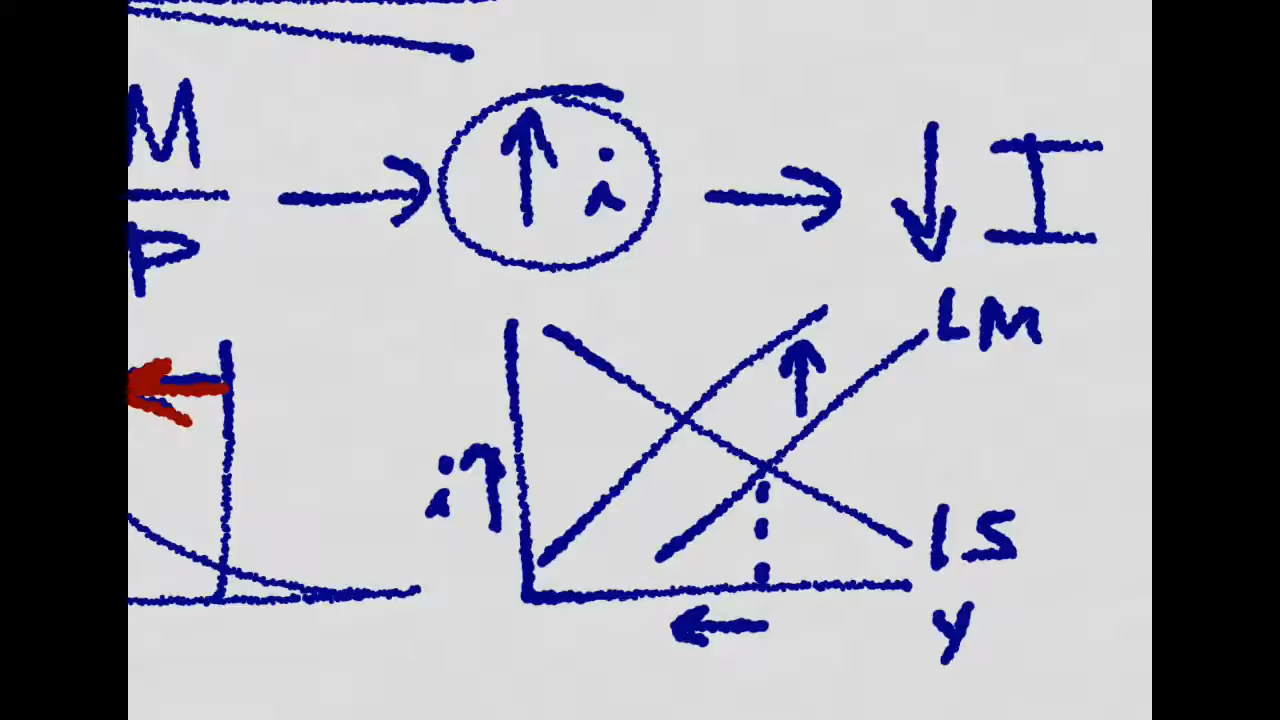 M
P → ↑ i → ↓ I
LM
i ↑
IS
y
←